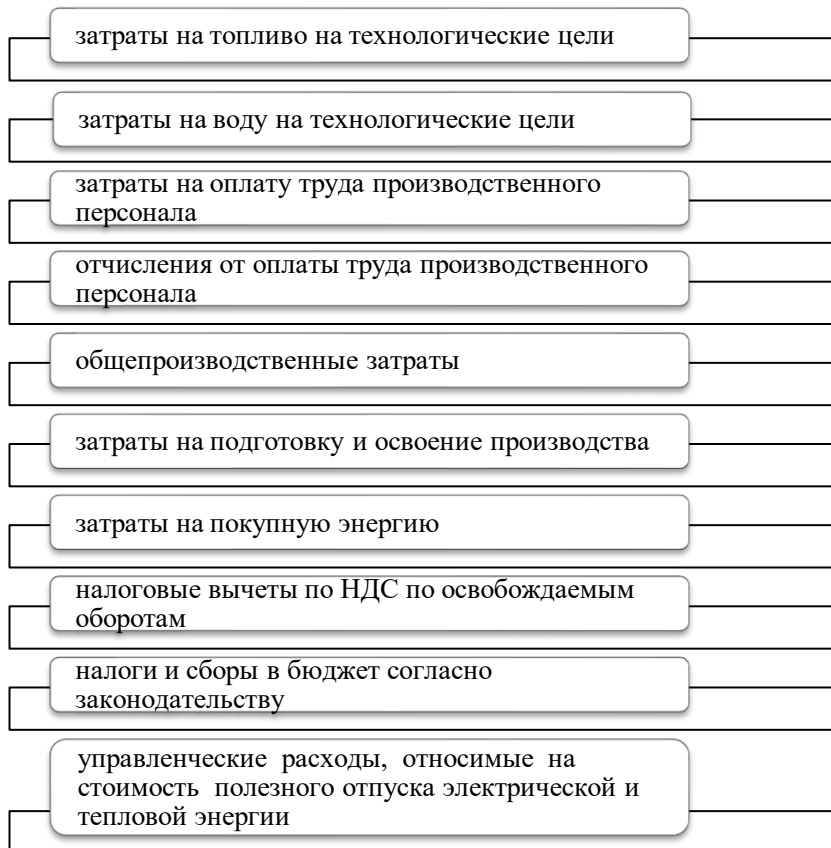 затраты на топливо на технологические цели
затраты на воду на технологические цели
затраты на оплату труда производственного
персонала
отчисления от оплаты труда производственного
персонала
общепроизводственные затраты
затраты на подготовку и освоение производства
затраты на покупную энергию
налоговые вычеты по НДС по освобождаемым
оборотам
налоги и сборы в бюджет согласно
законодательству
управленческие расходы, относимые на
стоимость полезного отпуска электрической и
тепловой энергии